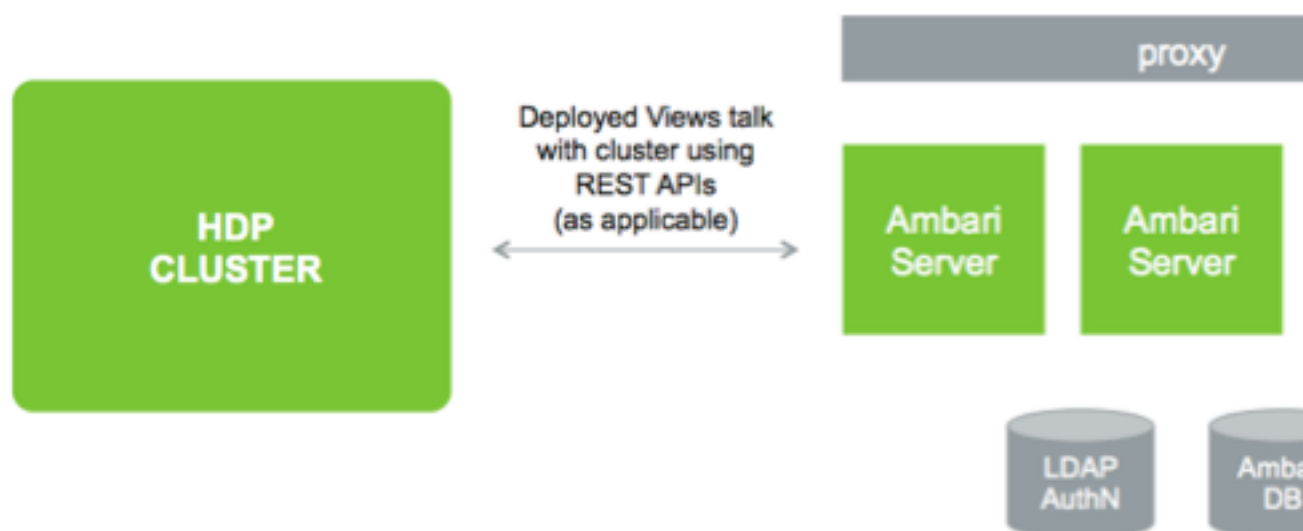 proxy
Deployed Views talk
with cluster using
REST APIs
(as applicable)
HDP
CLUSTER
Ambari
Server
Ambari
Server
LDAP
AuthN
DB